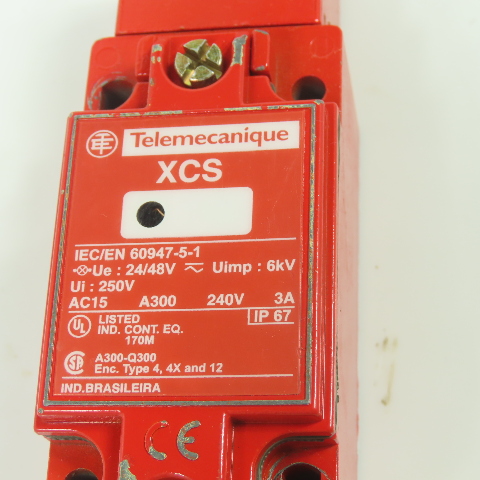 Telemecanique
XCS
IEC/EN 60947-5-1
Ue : 24/48V Uimp : 6kV
Ui : 250V
AC15 A300 240V 3A
IP 67
UL LISTED
IND. CONT. EQ.
170M
A300-Q300
Enc. Type 4, 4X and 12
IND.BRASILEIRA
CE